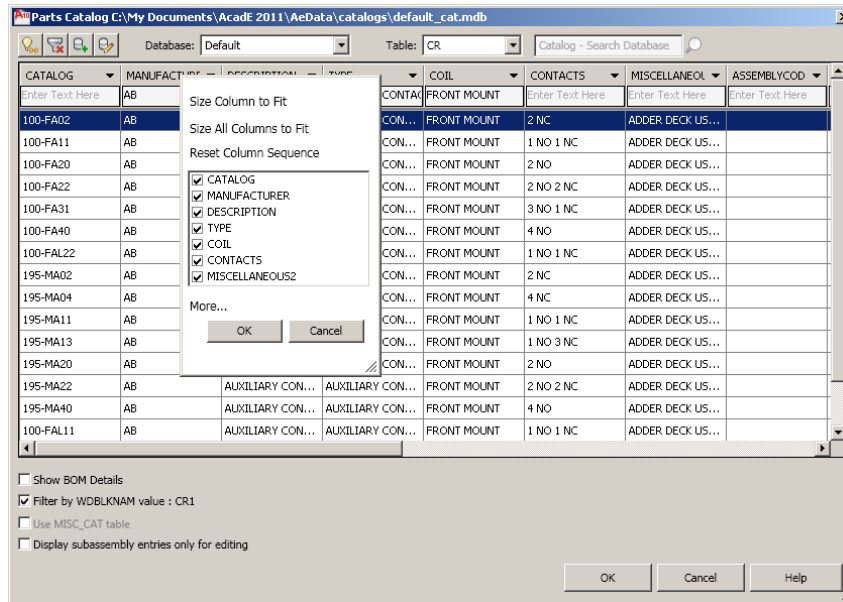 Parts Catalog C:\My Documents\AcadE 2011\AeData\catalogs\default_cat.mdb
Database: Default Table: CR Catalog - Search Database
CATALOG MANUFACTURE DESCRIPTION TYPE COIL CONTACTS MISCELLANEOU ASSEMBLYCOD
Enter Text Here AB CONTAC FRONT MOUNT Enter Text Here Enter Text Here Enter Text Here
100-FA02 AB CON... FRONT MOUNT 2 NC ADDER DECK US...
100-FA11 AB CON... FRONT MOUNT 1 NO 1 NC ADDER DECK US...
100-FA20 AB CON... FRONT MOUNT 2 NO ADDER DECK US...
100-FA22 AB CON... FRONT MOUNT 2 NO 2 NC ADDER DECK US...
100-FA31 AB CON... FRONT MOUNT 3 NO 1 NC ADDER DECK US...
100-FA40 AB CON... FRONT MOUNT 4 NO ADDER DECK US...
100-FAL22 AB CON... FRONT MOUNT 1 NO 1 NC ADDER DECK US...
195-MA02 AB CON... FRONT MOUNT 2 NC ADDER DECK US...
195-MA04 AB CON... FRONT MOUNT 4 NC ADDER DECK US...
195-MA11 AB CON... FRONT MOUNT 1 NO 1 NC ADDER DECK US...
195-MA13 AB CON... FRONT MOUNT 1 NO 3 NC ADDER DECK US...
195-MA20 AB CON... FRONT MOUNT 2 NO ADDER DECK US...
195-MA22 AB AUXILIARY CON... AUXILIARY CON... FRONT MOUNT 2 NO 2 NC ADDER DECK US...
195-MA40 AB AUXILIARY CON... AUXILIARY CON... FRONT MOUNT 4 NO ADDER DECK US...
100-FAL11 AB AUXILIARY CON... AUXILIARY CON... FRONT MOUNT 1 NO 1 NC ADDER DECK US...
Size Column to Fit
Size All Columns to Fit
Reset Column Sequence
CATALOG
MANUFACTURER
DESCRIPTION
TYPE
COIL
CONTACTS
MISCELLANEOUS2
More...
OK Cancel
Show BOM Details
Filter by WDBLKNAM value : CR1
Use MISC_CAT table
Display subassembly entries only for editing
OK Cancel Help